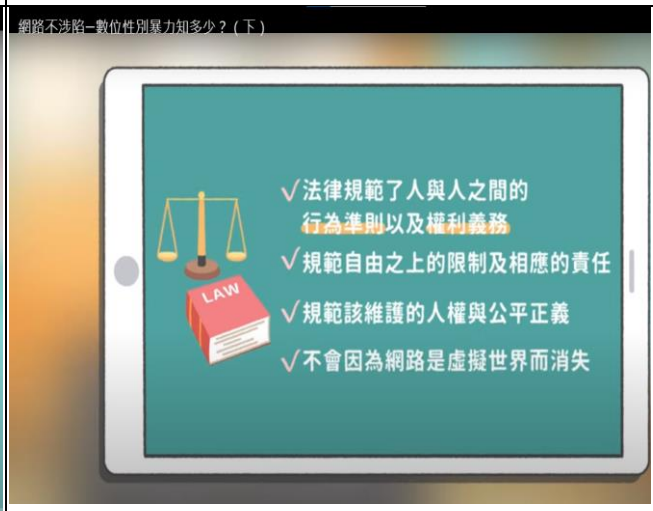 網路不涉陷—數位性別暴力知多少？（下）
✓法律規範了人與人之間的
行為準則以及權利義務
✓規範自由之上的限制及相應的責任
LAW
✓規範該維護的人權與公平正義
✓不會因為網路是虛擬世界而消失